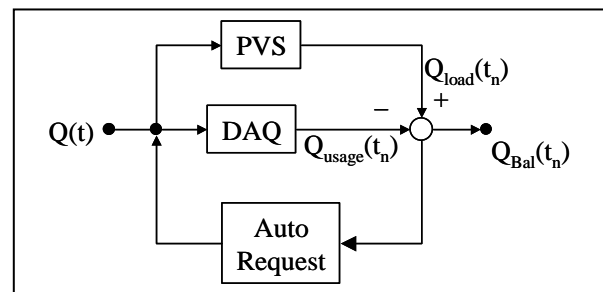 PVS
Q_load(t_n)
− +
Q(t) DAQ
Q_usage(t_n)
Q_Bal(t_n)
Auto
Request